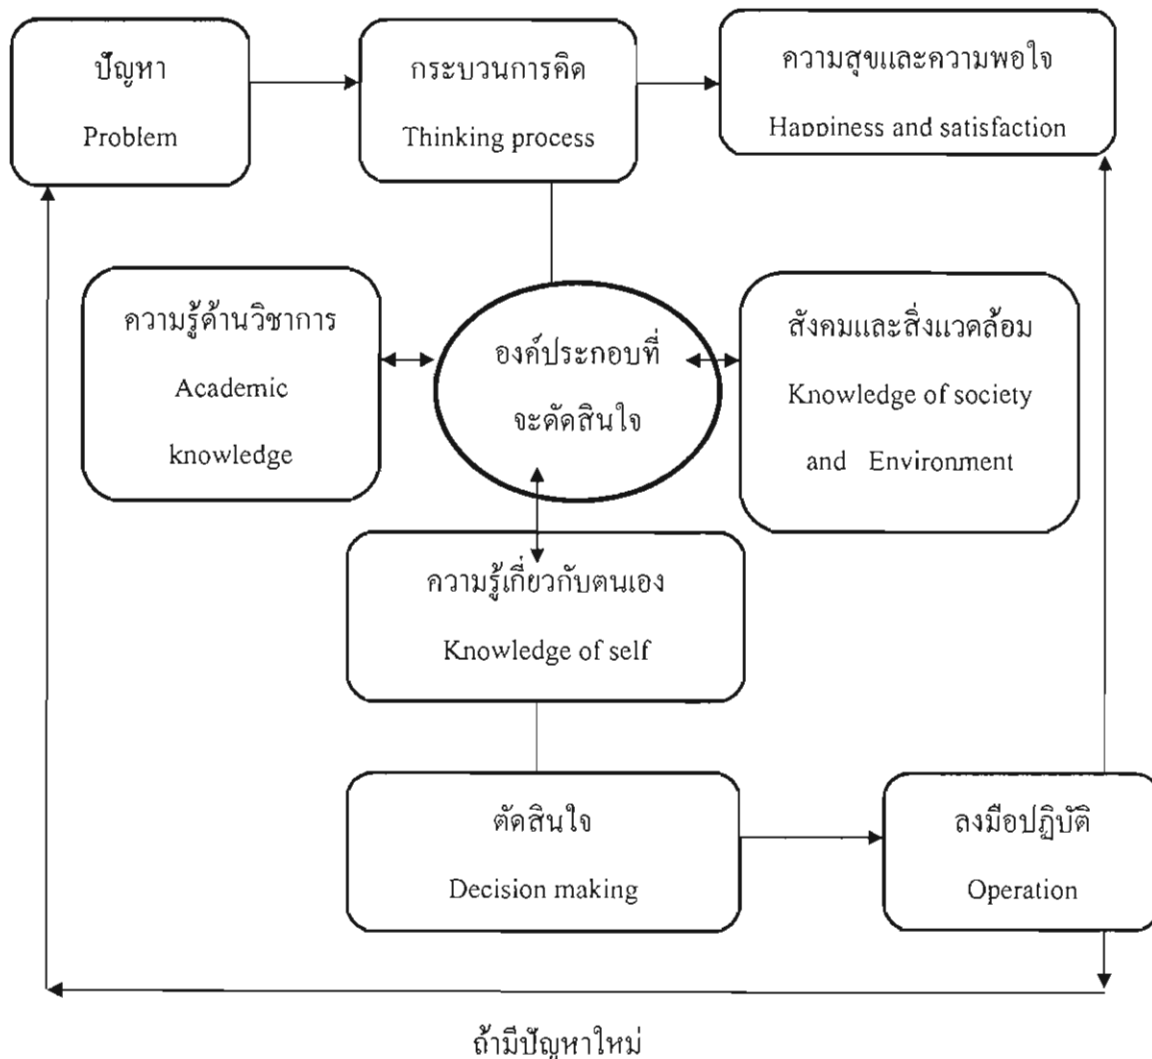 ปัญหา
Problem
กระบวนการคิด
Thinking process
ความสุขและความพอใจ
Happiness and satisfaction
ความรู้ด้านวิชาการ
Academic
knowledge
องค์ประกอบที่
จะตัดสินใจ
สังคมและสิ่งแวดล้อม
Knowledge of society
and Environment
ความรู้เกี่ยวกับตนเอง
Knowledge of self
ตัดสินใจ
Decision making
ลงมือปฏิบัติ
Operation
ถ้ามีปัญหาใหม่